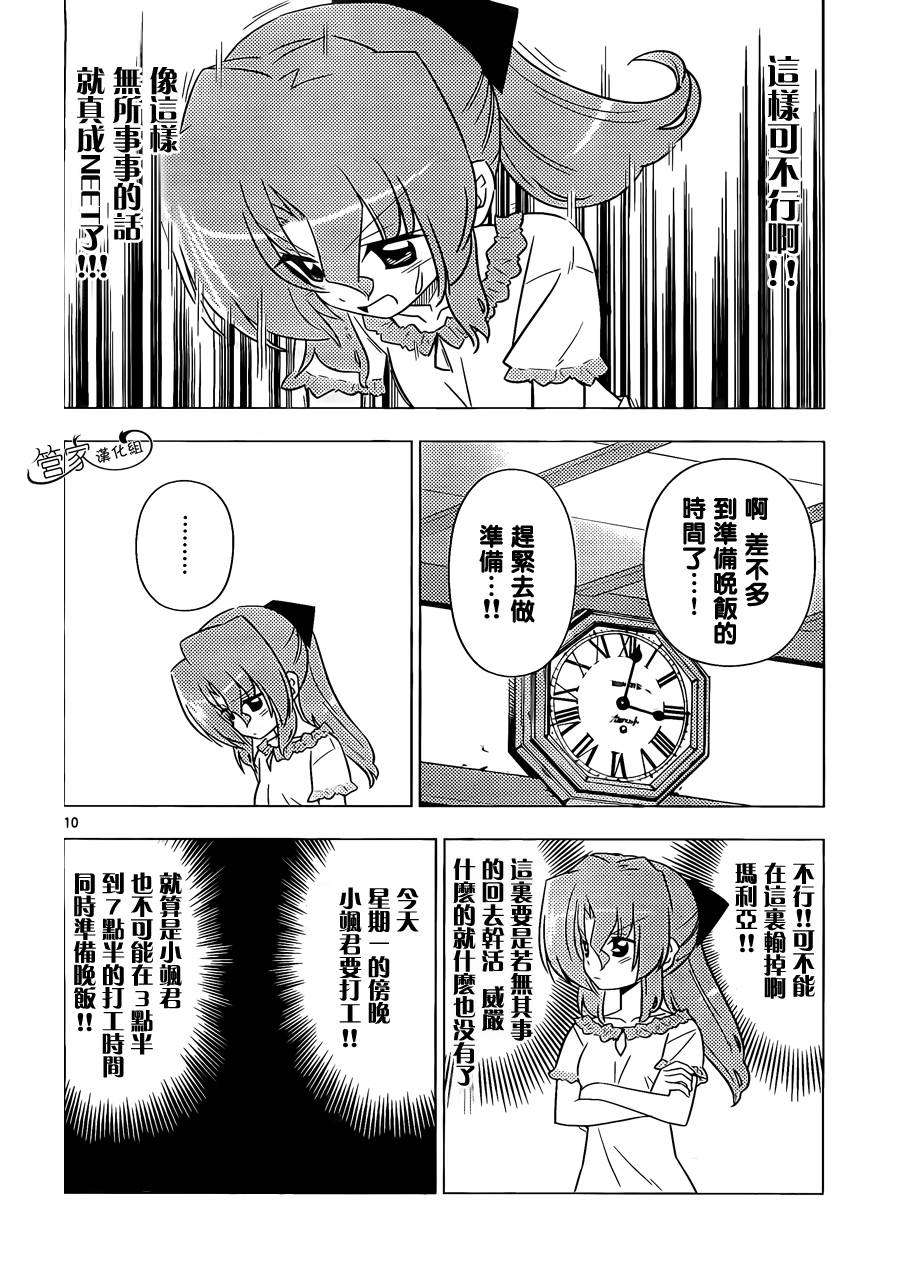 這樣可不行啊!!
像這樣
無所事事的話
就真成NEET了!!!
管家漢化組
啊 差不多
到準備晚飯的
時間了…!
趕緊去做
準備…!!
………
10
不行!!可不能
在這裏輸掉啊
瑪利亞!!
這裏要是若無其事
的回去幹活 威嚴
什麼的就什麼也没有了
今天
星期一的傍晚
小颯君要打工!!
就算是小颯君
也不可能在3點半
到7點半的打工時間
同時準備晚飯!!